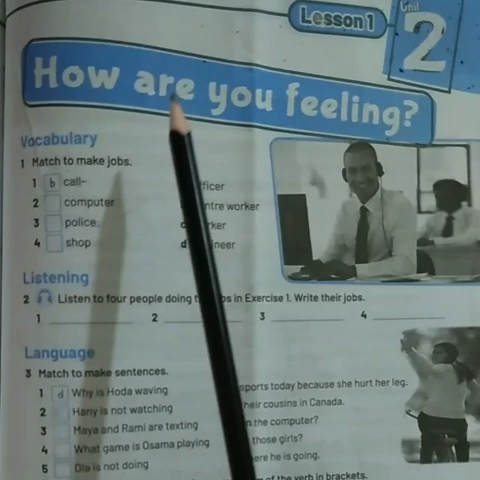 Lesson 1
Unit
2
How are you feeling?
Vocabulary
1 Match to make jobs.
1 b call- ficer
2 computer ntre worker
3 police rker
4 shop d ineer
Listening
2 Listen to four people doing bs in Exercise 1. Write their jobs.
1 2 3 4
Language
3 Match to make sentences.
1 d Why is Hoda waving sports today because she hurt her leg.
2 Hany is not watching heir cousins in Canada.
3 Maya and Rami are texting n the computer?
4 What game is Osama playing those girls?
5 Ola is not doing ere he is going.
of the verb in brackets.